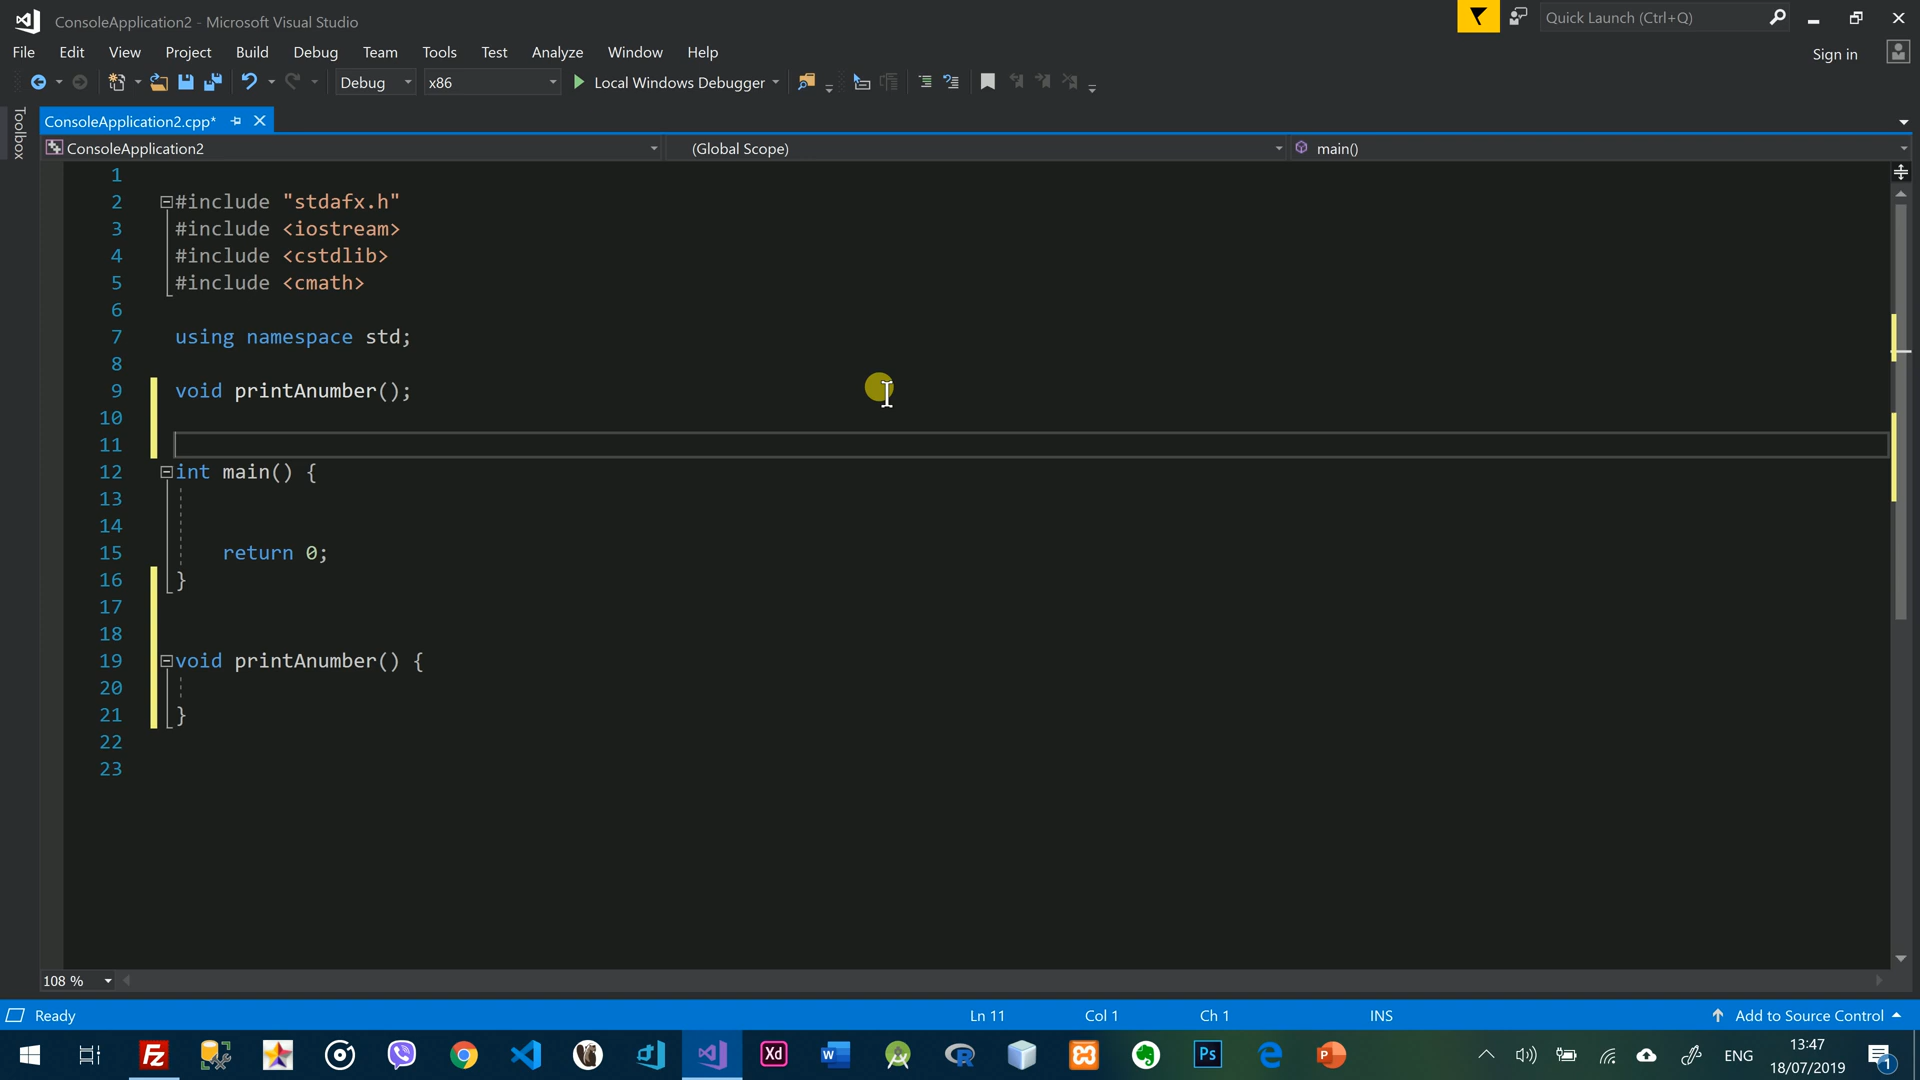 ConsoleApplication2 - Microsoft Visual Studio
Quick Launch (Ctrl+Q)
File Edit View Project Build Debug Team Tools Test Analyze Window Help
Sign in
Debug x86 Local Windows Debugger
Toolbox
ConsoleApplication2.cpp*
ConsoleApplication2 (Global Scope) main()
1
2 #include "stdafx.h"
3 #include <iostream>
4 #include <cstdlib>
5 #include <cmath>
6
7 using namespace std;
8
9 void printAnumber();
10
11
12 int main() {
13
14
15 return 0;
16 }
17
18
19 void printAnumber() {
20
21 }
22
23
108 %
Ready Ln 11 Col 1 Ch 1 INS Add to Source Control
Fz Xd W R Ps P ENG 13:47
18/07/2019 1